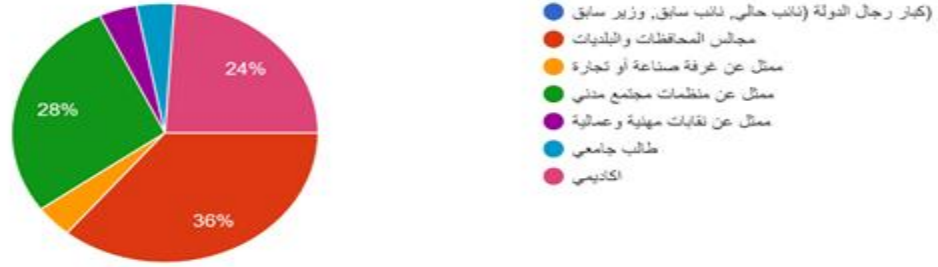 24%
28%
36%
(كبار رجال الدولة (نائب حالي, نائب سابق, وزير سابق
مجالس المحافظات والبلديات
ممثل عن غرفة صناعة أو تجارة
ممثل عن منظمات مجتمع مدني
ممثل عن نقابات مهنية وعمالية
طالب جامعي
اكاديمي